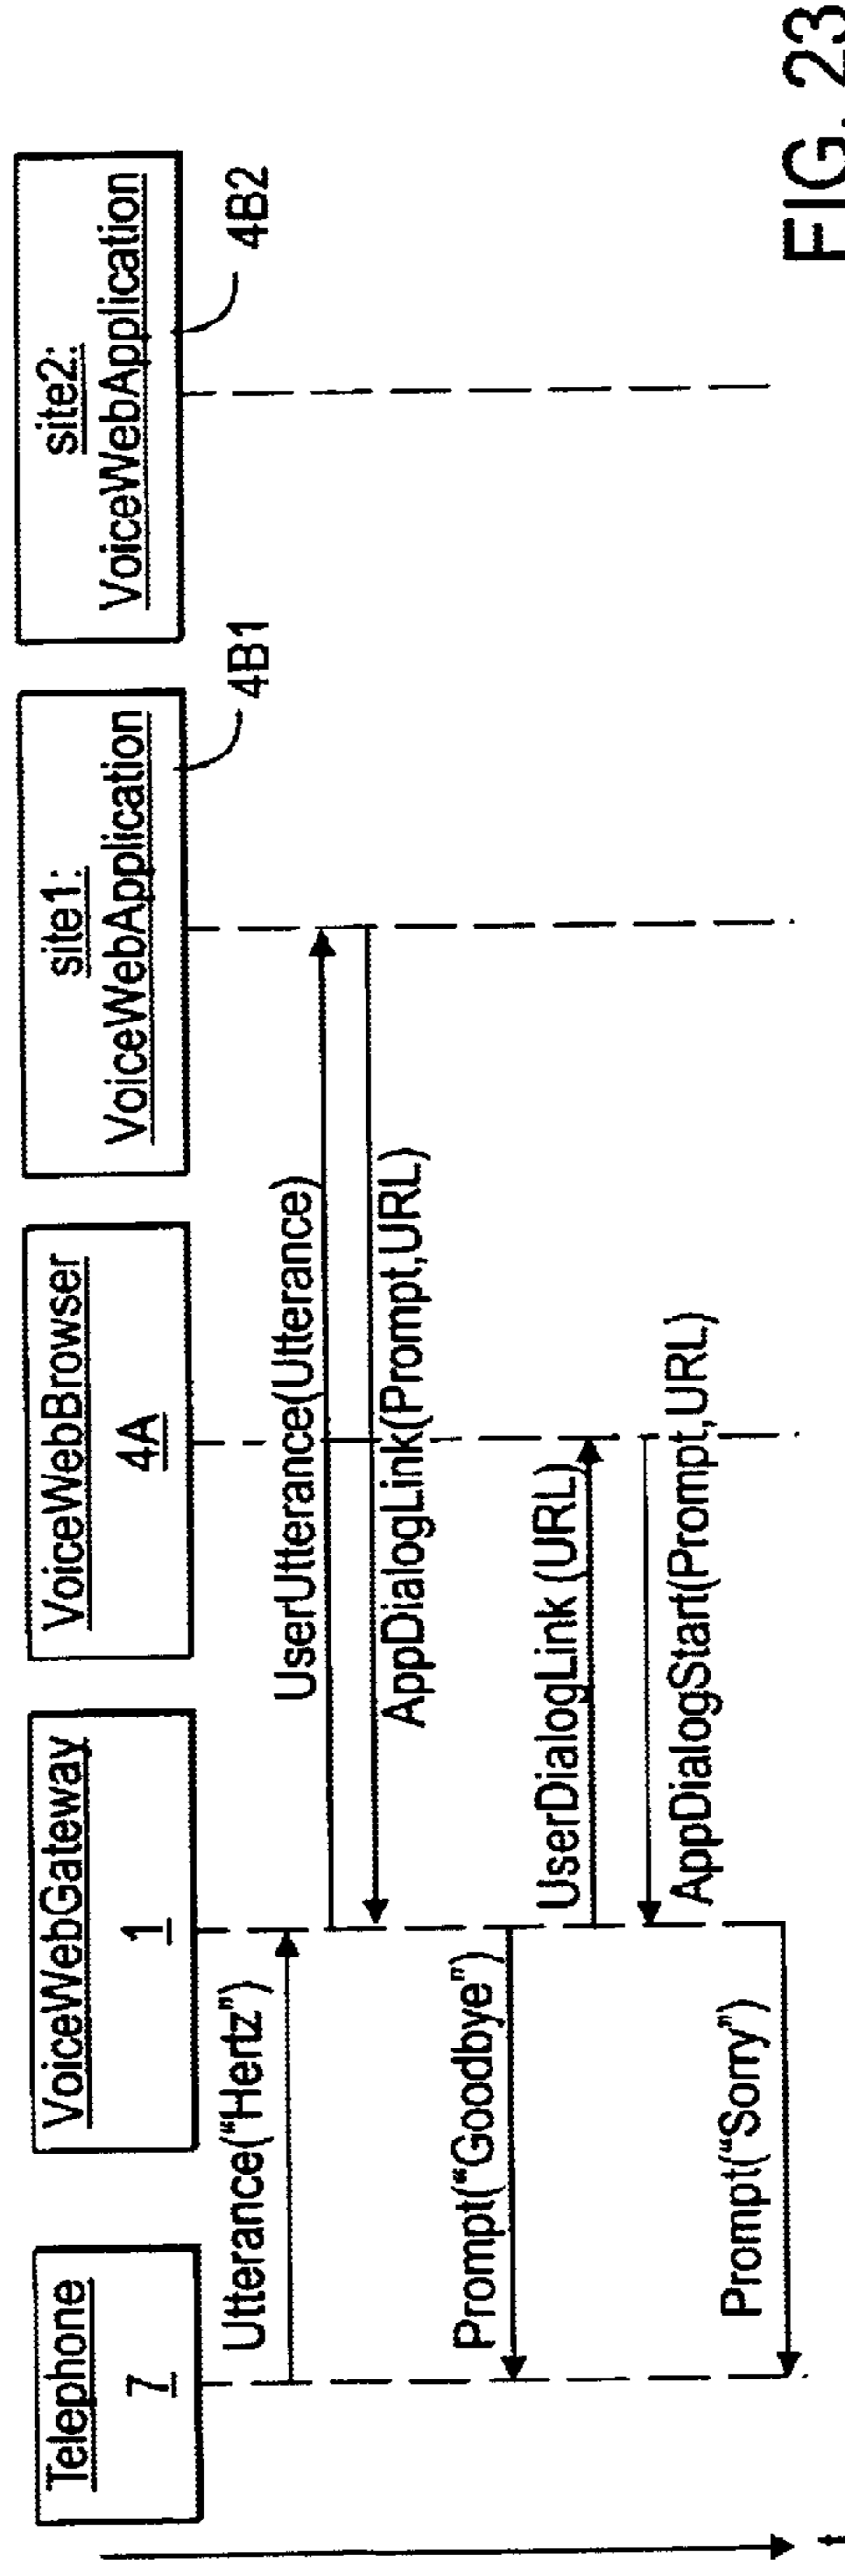 Telephone
7
VoiceWebGateway
1
VoiceWebBrowser
4A
site1:
VoiceWebApplication
4B1
site2:
VoiceWebApplication
4B2
Utterance("Hertz")
UserUtterance(Utterance)
AppDialogLink(Prompt,URL)
Prompt("Goodbye")
UserDialogLink (URL)
AppDialogStart(Prompt,URL)
Prompt("Sorry")
t
FIG. 23